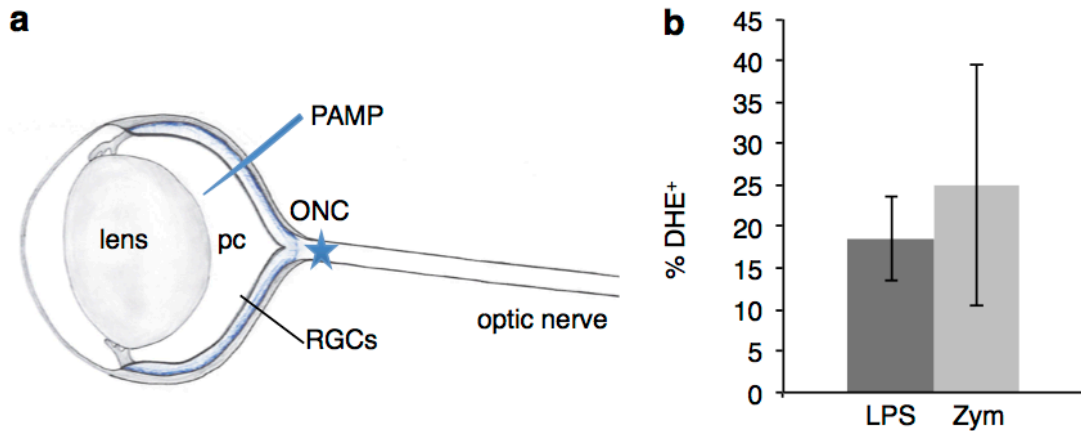 a
PAMP
ONC
lens
pc
RGCs
optic nerve
b
% DHE⁺
45
40
35
30
25
20
15
10
5
0
LPS Zym